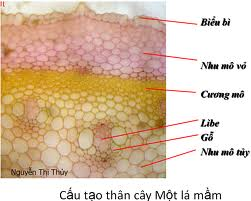 Biểu bì
Nhu mô vỏ
Cương mô
Libe
Gỗ
Nhu mô tủy
Nguyễn Thị Thúy
Cấu tạo thân cây Một lá mầm